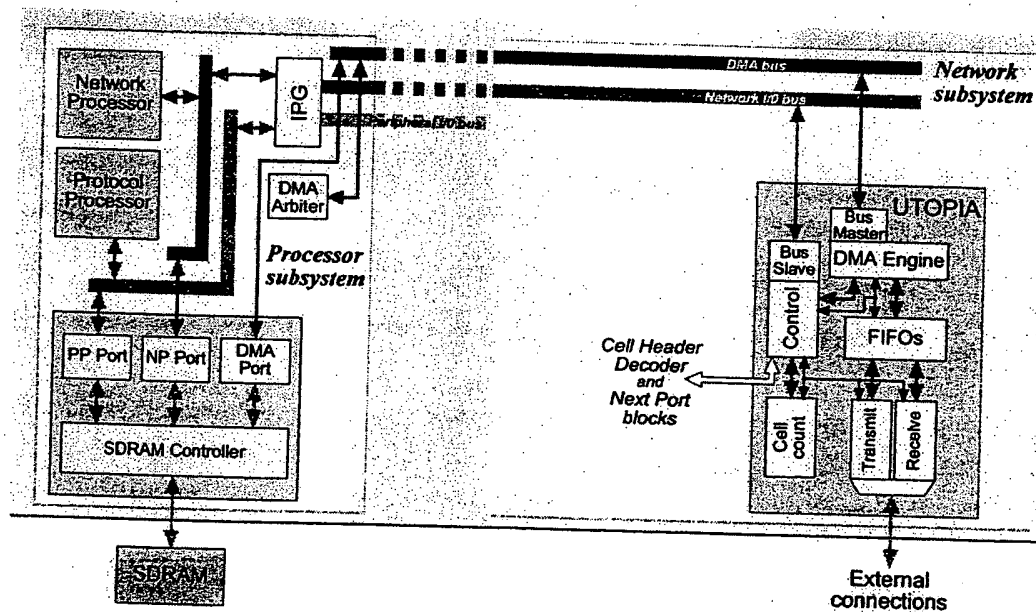 Network
Processor
Protocol
Processor
IPG
DMA
Arbiter
Processor
subsystem
PP Port
NP Port
DMA
Port
SDRAM Controller
SDRAM
DMA bus
Network I/O bus
Peripheral I/O bus
Network
subsystem
UTOPIA
Bus
Master
DMA Engine
Bus
Slave
Control
FIFOs
Cell Header
Decoder
and
Next Port
blocks
Cell
count
Transmit
Receive
External
connections